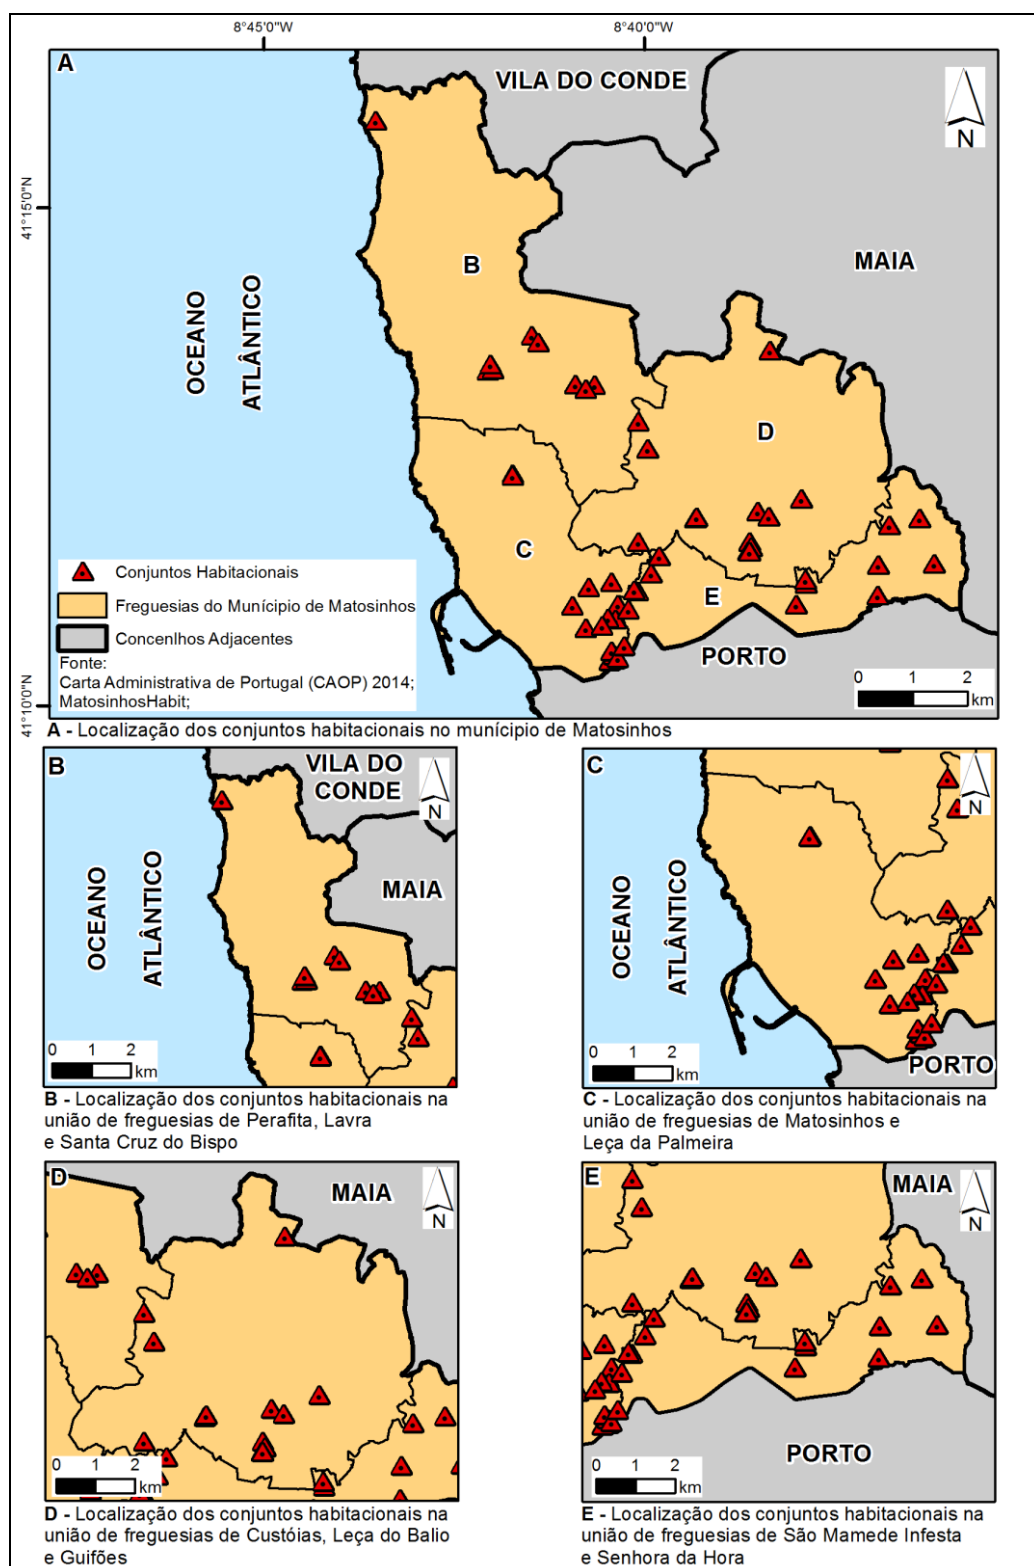 8°45'0"W
8°40'0"W
A
VILA DO CONDE
N
41°15'0"N
B
MAIA
OCEANO
ATLÂNTICO
D
C
E
Conjuntos Habitacionais
Freguesias do Munícipio de Matosinhos
Concenlhos Adjacentes
Fonte:
Carta Administrativa de Portugal (CAOP) 2014;
MatosinhosHabit;
PORTO
0 1 2
km
41°10'0"N
A - Localização dos conjuntos habitacionais no munícipio de Matosinhos
B
VILA DO
CONDE
N
MAIA
OCEANO
ATLÂNTICO
0 1 2
km
B - Localização dos conjuntos habitacionais na
união de freguesias de Perafita, Lavra
e Santa Cruz do Bispo
C
N
OCEANO
ATLÂNTICO
0 1 2
km
PORTO
C - Localização dos conjuntos habitacionais na
união de freguesias de Matosinhos e
Leça da Palmeira
D
MAIA
N
0 1 2
km
D - Localização dos conjuntos habitacionais na
união de freguesias de Custóias, Leça do Balio
e Guifões
E
MAIA
N
PORTO
0 1 2
km
E - Localização dos conjuntos habitacionais na
união de freguesias de São Mamede Infesta
e Senhora da Hora